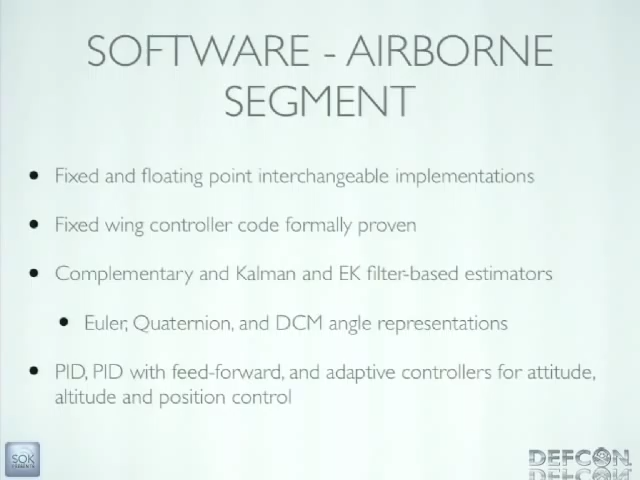 SOFTWARE - AIRBORNE
SEGMENT
Fixed and floating point interchangeable implementations
Fixed wing controller code formally proven
Complementary and Kalman and EK filter-based estimators
Euler, Quaternion, and DCM angle representations
PID, PID with feed-forward, and adaptive controllers for attitude,
altitude and position control
SOK
DEFCON